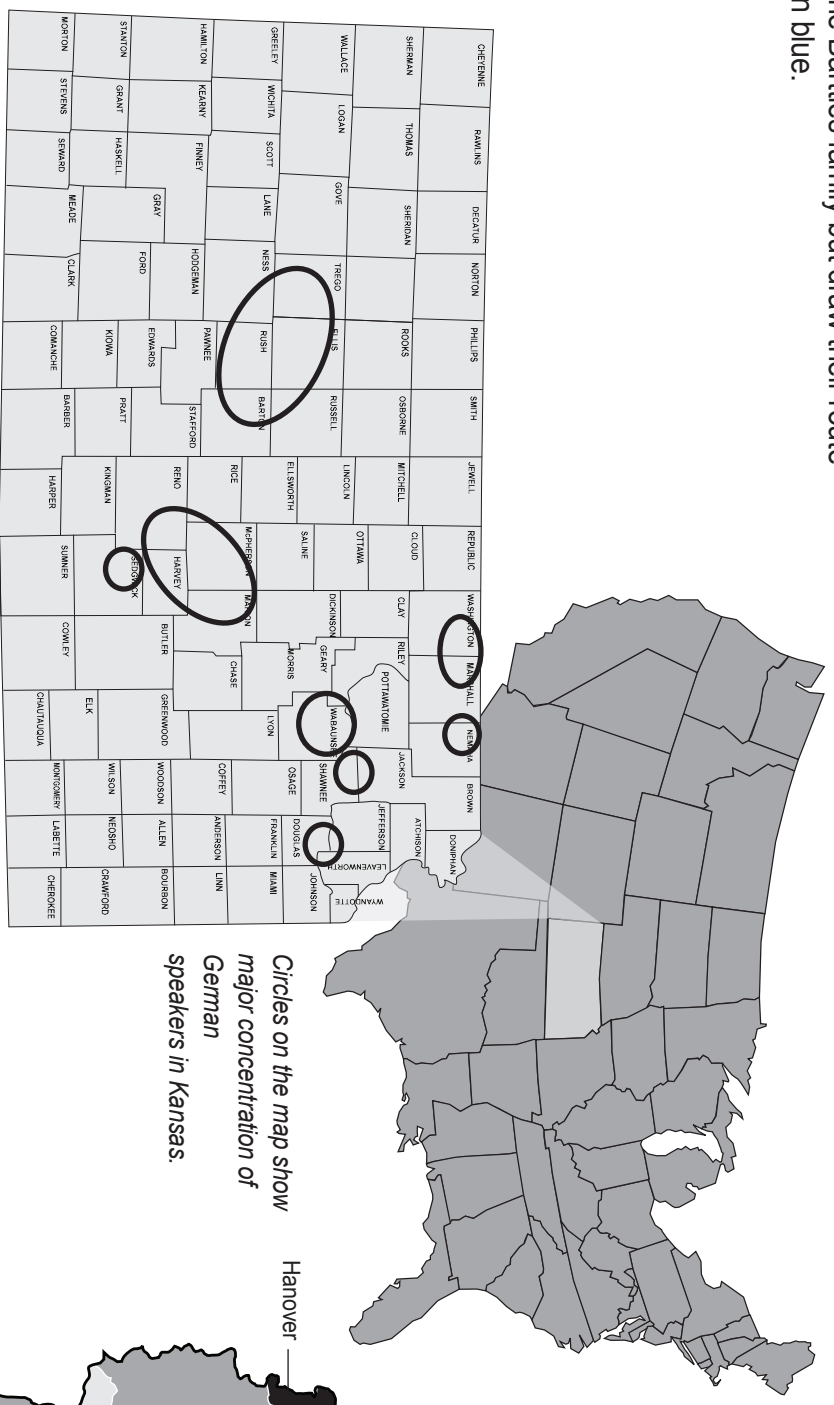 family but draw their route
blue.
CHEYENNE
RAWLINS
DECATUR
NORTON
PHILLIPS
SMITH
JEWELL
REPUBLIC
WASHINGTON
MARSHALL
NEMAHA
BROWN
DONIPHAN
SHERMAN
THOMAS
SHERIDAN
ROOKS
OSBORNE
MITCHELL
CLOUD
CLAY
RILEY
POTTAWATOMIE
JACKSON
ATCHISON
JEFFERSON
LEAVENWORTH
WYANDOTTE
WALLACE
LOGAN
GOVE
TREGO
ELLIS
RUSSELL
LINCOLN
OTTAWA
DICKINSON
GEARY
WABAUNSEE
SHAWNEE
DOUGLAS
JOHNSON
GREELEY
WICHITA
SCOTT
LANE
NESS
RUSH
BARTON
ELLSWORTH
SALINE
MORRIS
LYON
OSAGE
FRANKLIN
MIAMI
HAMILTON
KEARNY
FINNEY
HODGEMAN
PAWNEE
STAFFORD
RICE
McPHERSON
MARION
CHASE
COFFEY
ANDERSON
LINN
STANTON
GRANT
HASKELL
GRAY
FORD
EDWARDS
KIOWA
PRATT
RENO
HARVEY
SEDGWICK
KINGMAN
BUTLER
GREENWOOD
WOODSON
ALLEN
BOURBON
MORTON
STEVENS
SEWARD
MEADE
CLARK
COMANCHE
BARBER
HARPER
SUMNER
COWLEY
ELK
CHAUTAUQUA
WILSON
MONTGOMERY
NEOSHO
LABETTE
CRAWFORD
CHEROKEE
Circles on the map show
major concentration of
German
speakers in Kansas.
Hanover